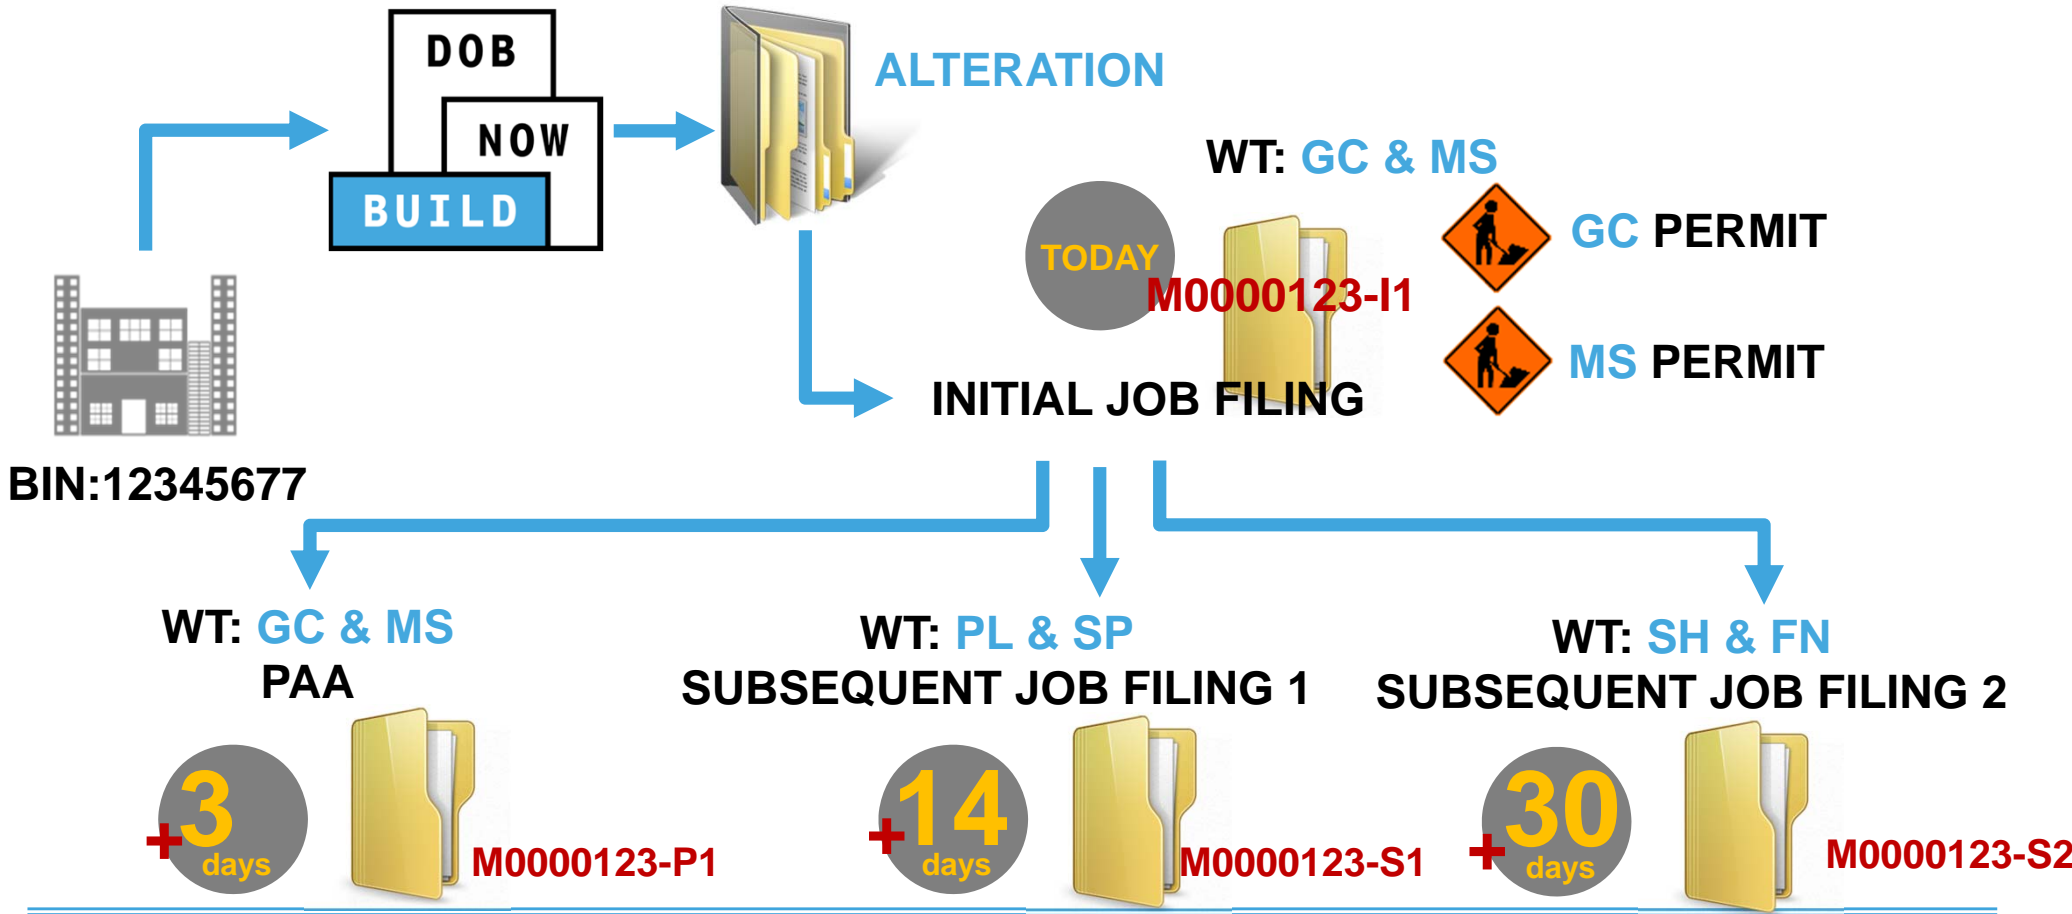 DOB
NOW
BUILD
ALTERATION
WT: GC & MS
TODAY
M0000123-I1
GC PERMIT
MS PERMIT
INITIAL JOB FILING
BIN:12345677
WT: GC & MS
PAA
+3
days
M0000123-P1
WT: PL & SP
SUBSEQUENT JOB FILING 1
+14
days
M0000123-S1
WT: SH & FN
SUBSEQUENT JOB FILING 2
+30
days
M0000123-S2